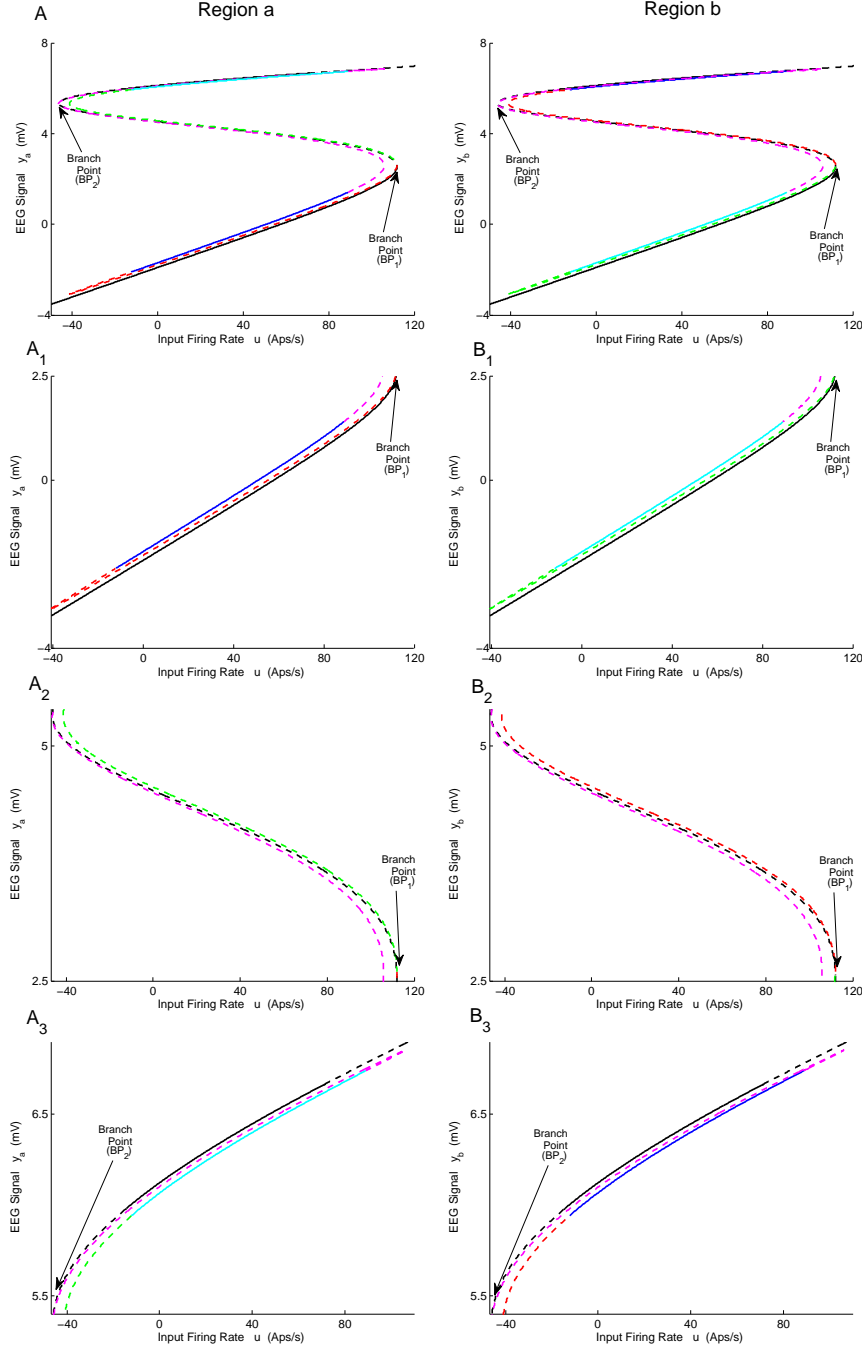 Region a
Region b
A
8
4
0
−4
−40
0
40
80
120
EEG Signal y_a (mV)
Input Firing Rate u (Aps/s)
Branch
Point
(BP_2)
Branch
Point
(BP_1)
8
4
0
−4
−40
0
40
80
120
EEG Signal y_b (mV)
Input Firing Rate u (Aps/s)
Branch
Point
(BP_2)
Branch
Point
(BP_1)
A_1
2.5
0
−4
−40
0
40
80
120
EEG Signal y_a (mV)
Input Firing Rate u (Aps/s)
Branch
Point
(BP_1)
B_1
2.5
0
−4
−40
0
40
80
120
EEG Signal y_b (mV)
Input Firing Rate u (Aps/s)
Branch
Point
(BP_1)
A_2
5
2.5
−40
0
40
80
120
EEG Signal y_a (mV)
Input Firing Rate u (Aps/s)
Branch
Point
(BP_1)
B_2
5
2.5
−40
0
40
80
120
EEG Signal y_b (mV)
Input Firing Rate u (Aps/s)
Branch
Point
(BP_1)
A_3
6.5
5.5
−40
0
40
80
EEG Signal y_a (mV)
Input Firing Rate u (Aps/s)
Branch
Point
(BP_2)
B_3
6.5
5.5
−40
0
40
80
EEG Signal y_b (mV)
Input Firing Rate u (Aps/s)
Branch
Point
(BP_2)